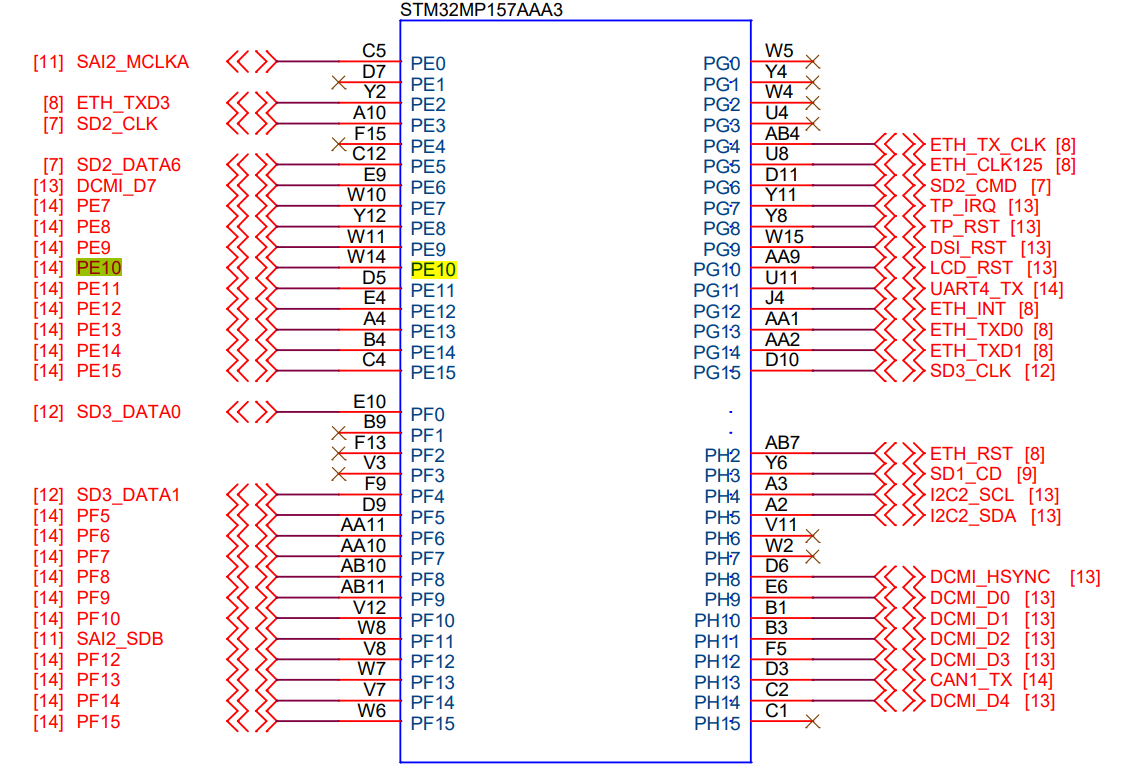 STM32MP157AAA3
[11] SAI2_MCLKA C5 PE0 PG0 W5
D7 PE1 PG1 Y4
[8] ETH_TXD3 Y2 PE2 PG2 W4
[7] SD2_CLK A10 PE3 PG3 U4
F15 PE4 PG4 AB4 ETH_TX_CLK [8]
[7] SD2_DATA6 C12 PE5 PG5 U8 ETH_CLK125 [8]
[13] DCMI_D7 E9 PE6 PG6 D11 SD2_CMD [7]
[14] PE7 W10 PE7 PG7 Y11 TP_IRQ [13]
[14] PE8 Y12 PE8 PG8 Y8 TP_RST [13]
[14] PE9 W11 PE9 PG9 W15 DSI_RST [13]
[14] PE10 W14 PE10 PG10 AA9 LCD_RST [13]
[14] PE11 D5 PE11 PG11 U11 UART4_TX [14]
[14] PE12 E4 PE12 PG12 J4 ETH_INT [8]
[14] PE13 A4 PE13 PG13 AA1 ETH_TXD0 [8]
[14] PE14 B4 PE14 PG14 AA2 ETH_TXD1 [8]
[14] PE15 C4 PE15 PG15 D10 SD3_CLK [12]
[12] SD3_DATA0 E10 PF0
B9 PF1
F13 PF2 PH2 AB7 ETH_RST [8]
V3 PF3 PH3 Y6 SD1_CD [9]
[12] SD3_DATA1 F9 PF4 PH4 A3 I2C2_SCL [13]
[14] PF5 D9 PF5 PH5 A2 I2C2_SDA [13]
[14] PF6 AA11 PF6 PH6 V11
[14] PF7 AA10 PF7 PH7 W2
[14] PF8 AB10 PF8 PH8 D6 DCMI_HSYNC [13]
[14] PF9 AB11 PF9 PH9 E6 DCMI_D0 [13]
[14] PF10 V12 PF10 PH10 B1 DCMI_D1 [13]
[11] SAI2_SDB W8 PF11 PH11 B3 DCMI_D2 [13]
[14] PF12 V8 PF12 PH12 F5 DCMI_D3 [13]
[14] PF13 W7 PF13 PH13 D3 CAN1_TX [14]
[14] PF14 V7 PF14 PH14 C2 DCMI_D4 [13]
[14] PF15 W6 PF15 PH15 C1